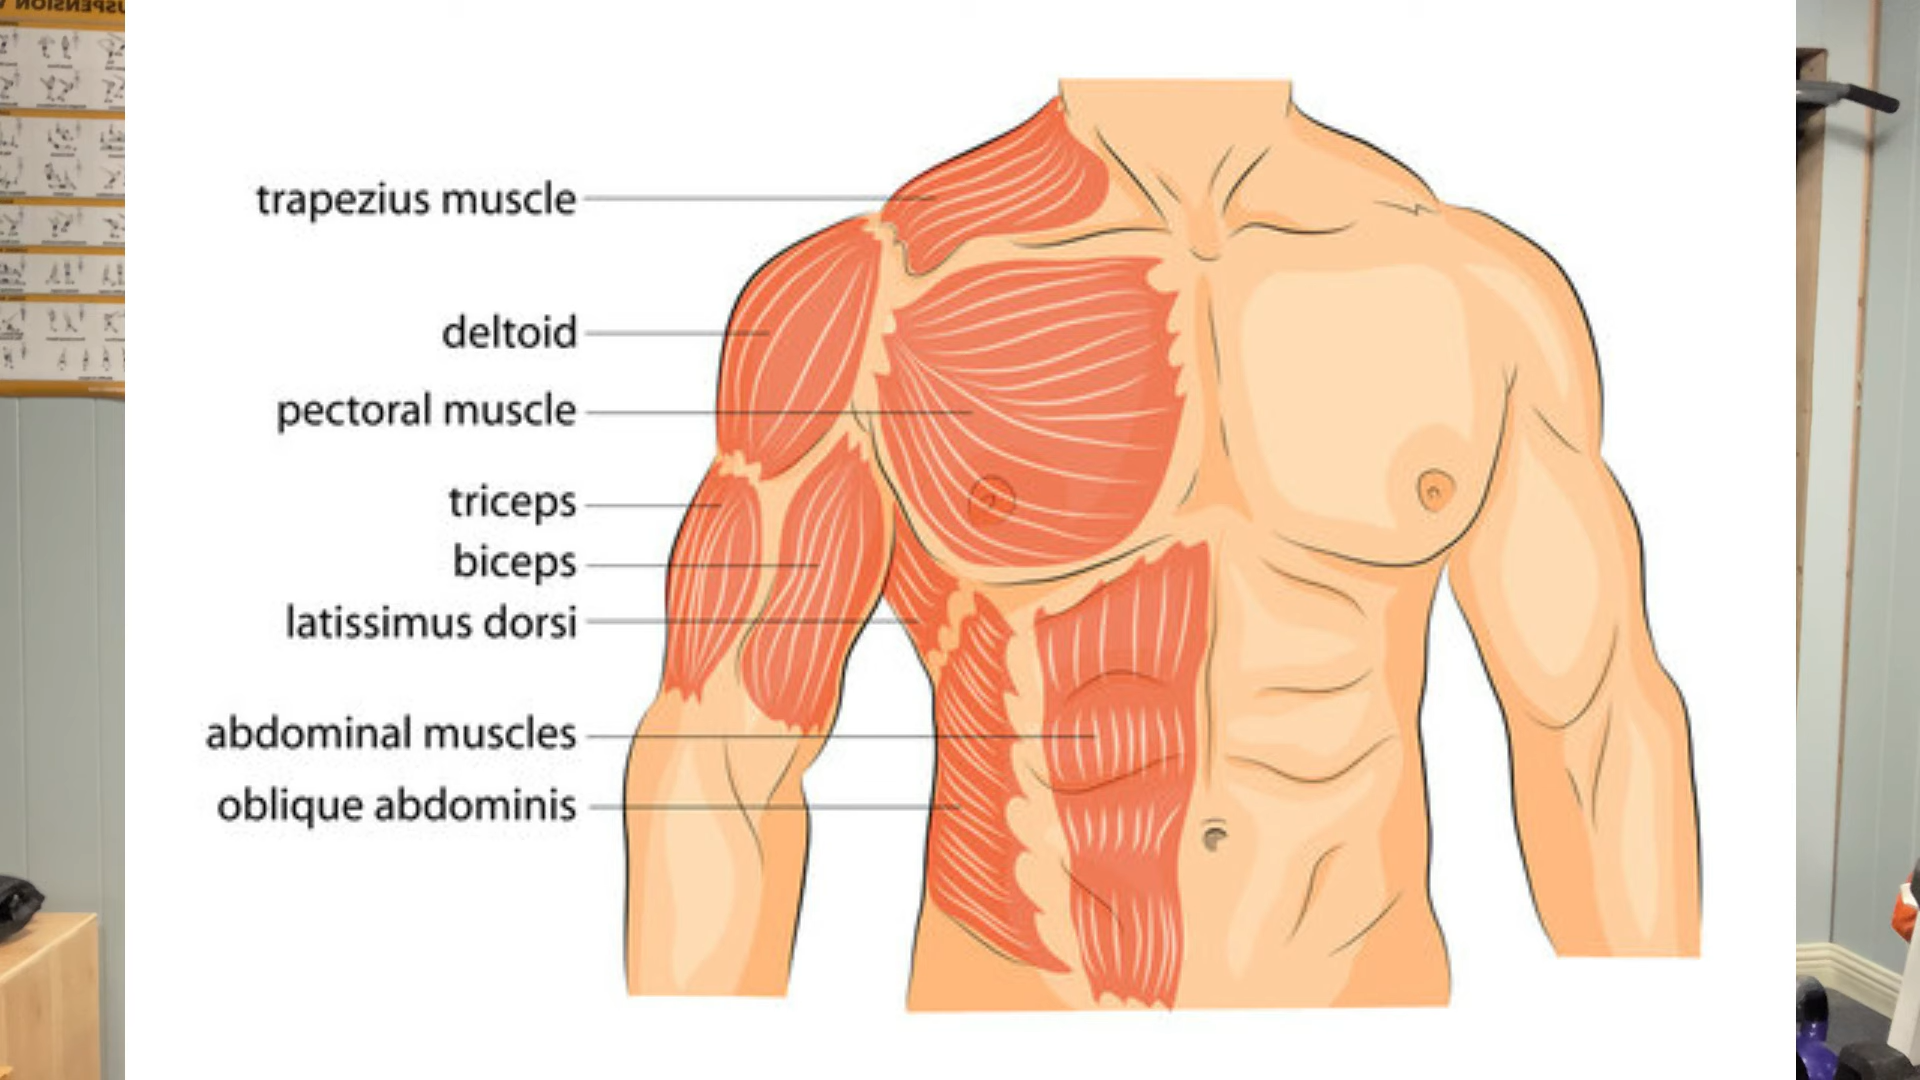 trapezius muscle
deltoid
pectoral muscle
triceps
biceps
latissimus dorsi
abdominal muscles
oblique abdominis